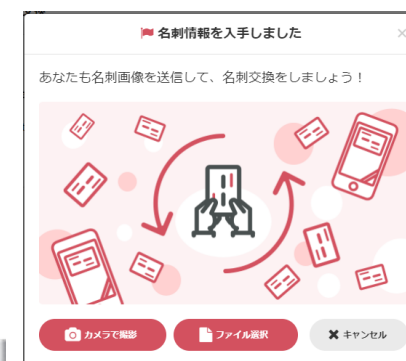 名刺情報を入手しました
あなたも名刺画像を送信して、名刺交換をしましょう！
カメラで撮影
ファイル選択
キャンセル